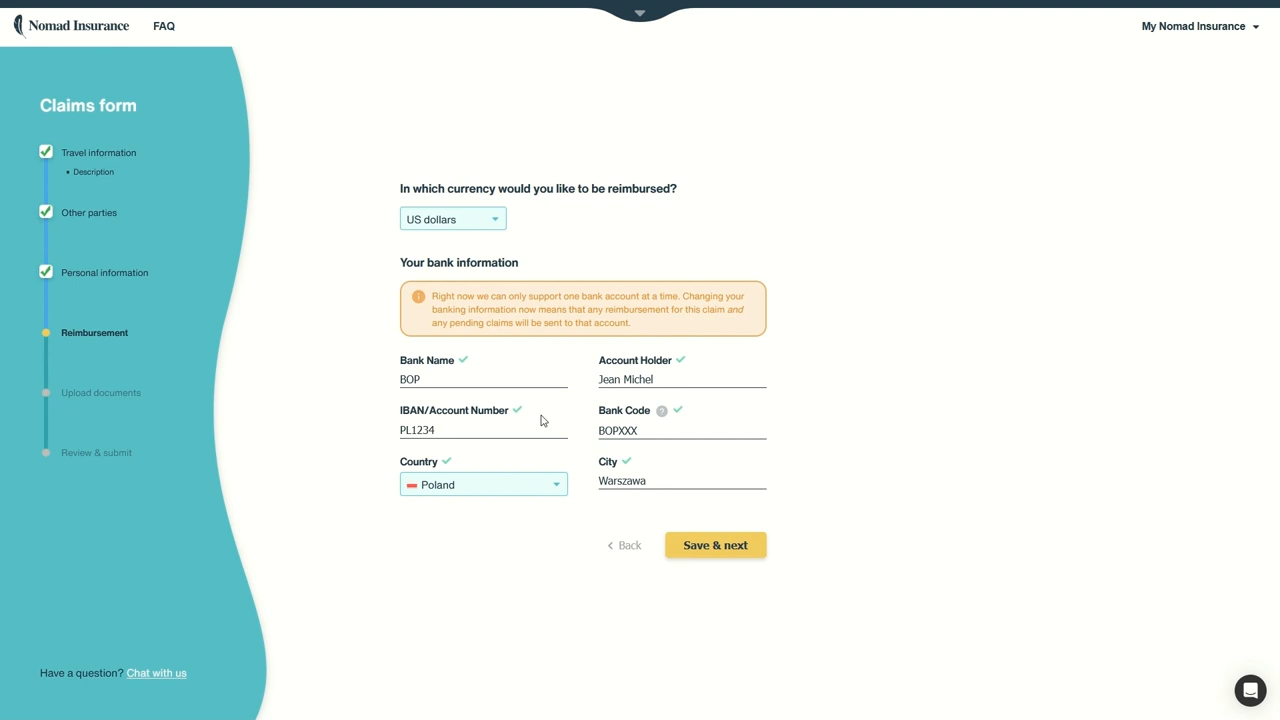 Nomad Insurance
FAQ
My Nomad Insurance
Claims form
Travel information
• Description
Other parties
Personal information
Reimbursement
Upload documents
Review & submit
Have a question? Chat with us
In which currency would you like to be reimbursed?
US dollars
Your bank information
Right now we can only support one bank account at a time. Changing your
banking information now means that any reimbursement for this claim and
any pending claims will be sent to that account.
Bank Name
BOP
Account Holder
Jean Michel
IBAN/Account Number
PL1234
Bank Code ?
BOPXXX
Country
Poland
City
Warszawa
< Back
Save & next